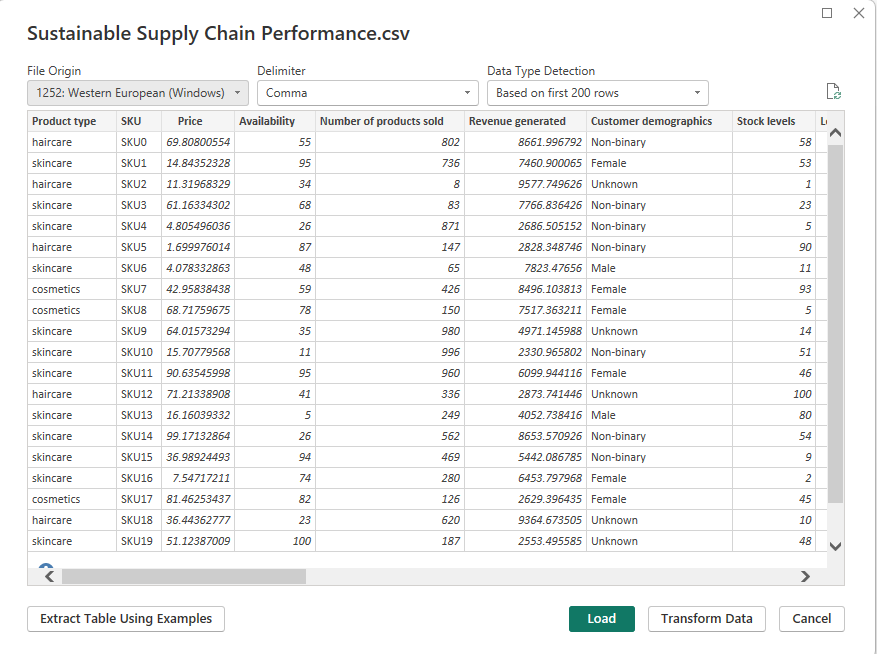 Sustainable Supply Chain Performance.csv
File Origin Delimiter Data Type Detection
1252: Western European (Windows) Comma Based on first 200 rows
Product type SKU Price Availability Number of products sold Revenue generated Customer demographics Stock levels
haircare SKU0 69.80800554 55 802 8661.996792 Non-binary 58
skincare SKU1 14.84352328 95 736 7460.900065 Female 53
haircare SKU2 11.31968329 34 8 9577.749626 Unknown 1
skincare SKU3 61.16334302 68 83 7766.836426 Non-binary 23
skincare SKU4 4.805496036 26 871 2686.505152 Non-binary 5
haircare SKU5 1.699976014 87 147 2828.348746 Non-binary 90
skincare SKU6 4.078332863 48 65 7823.47656 Male 11
cosmetics SKU7 42.95838438 59 426 8496.103813 Female 93
cosmetics SKU8 68.71759675 78 150 7517.363211 Female 5
skincare SKU9 64.01573294 35 980 4971.145988 Unknown 14
skincare SKU10 15.70779568 11 996 2330.965802 Non-binary 51
skincare SKU11 90.63545998 95 960 6099.944116 Female 46
haircare SKU12 71.21338908 41 336 2873.741446 Unknown 100
skincare SKU13 16.16039332 5 249 4052.738416 Male 80
skincare SKU14 99.17132864 26 562 8653.570926 Non-binary 54
skincare SKU15 36.98924493 94 469 5442.086785 Non-binary 9
skincare SKU16 7.54717211 74 280 6453.797968 Female 2
cosmetics SKU17 81.46253437 82 126 2629.396435 Female 45
haircare SKU18 36.44362777 23 620 9364.673505 Unknown 10
skincare SKU19 51.12387009 100 187 2553.495585 Unknown 48
Extract Table Using Examples Load Transform Data Cancel